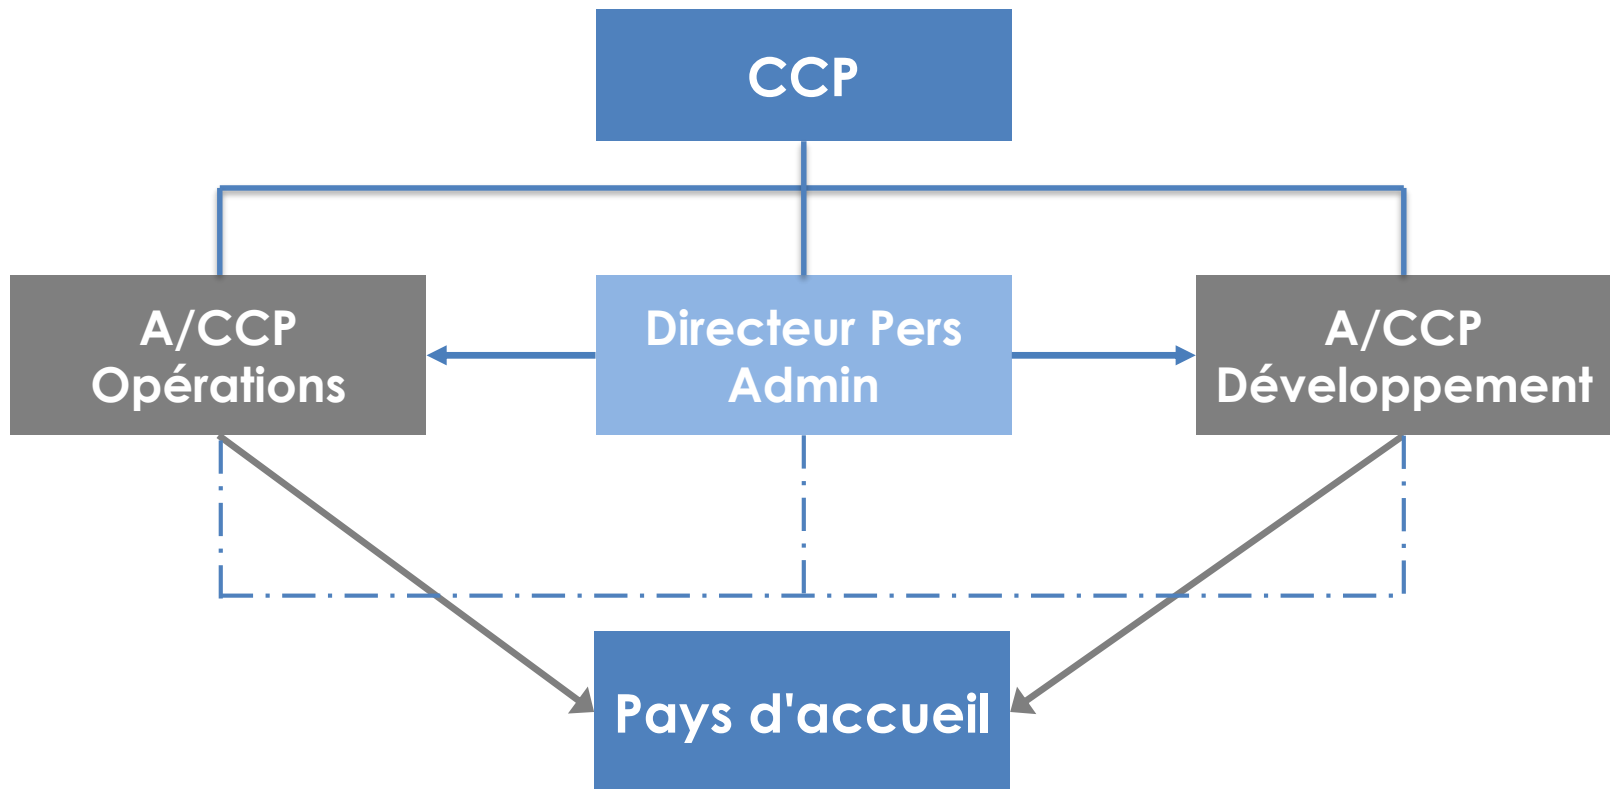 CCP
A/CCP
Opérations
Directeur Pers
Admin
A/CCP
Développement
Pays d'accueil